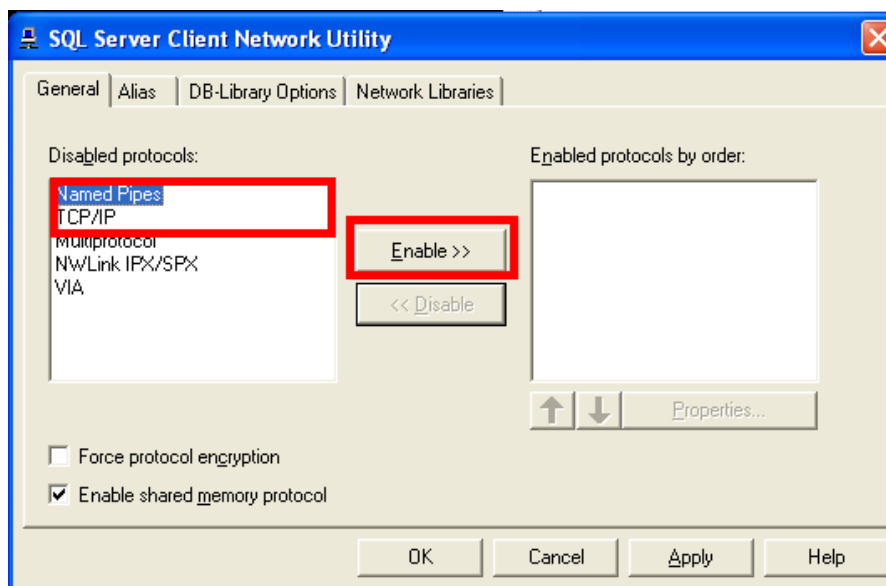 SQL Server Client Network Utility
General Alias DB-Library Options Network Libraries
Disabled protocols:
Named Pipes
TCP/IP
Multiprotocol
NWLink IPX/SPX
VIA
Enable >>
<< Disable
Enabled protocols by order:
Properties...
Force protocol encryption
Enable shared memory protocol
OK Cancel Apply Help